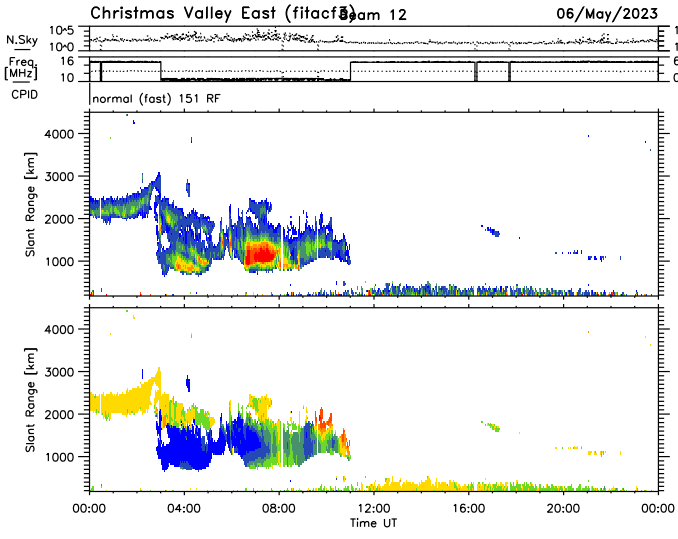 Christmas Valley East (fitacf3) Beam 12 06/May/2023
N.Sky 10^5 10^0 1 1
Freq. [MHz] 16 10 6 0
CPID normal (fast) 151 RF
Slant Range [km]
4000
3000
2000
1000
Slant Range [km]
4000
3000
2000
1000
00:00 04:00 08:00 12:00 16:00 20:00 00:00
Time UT